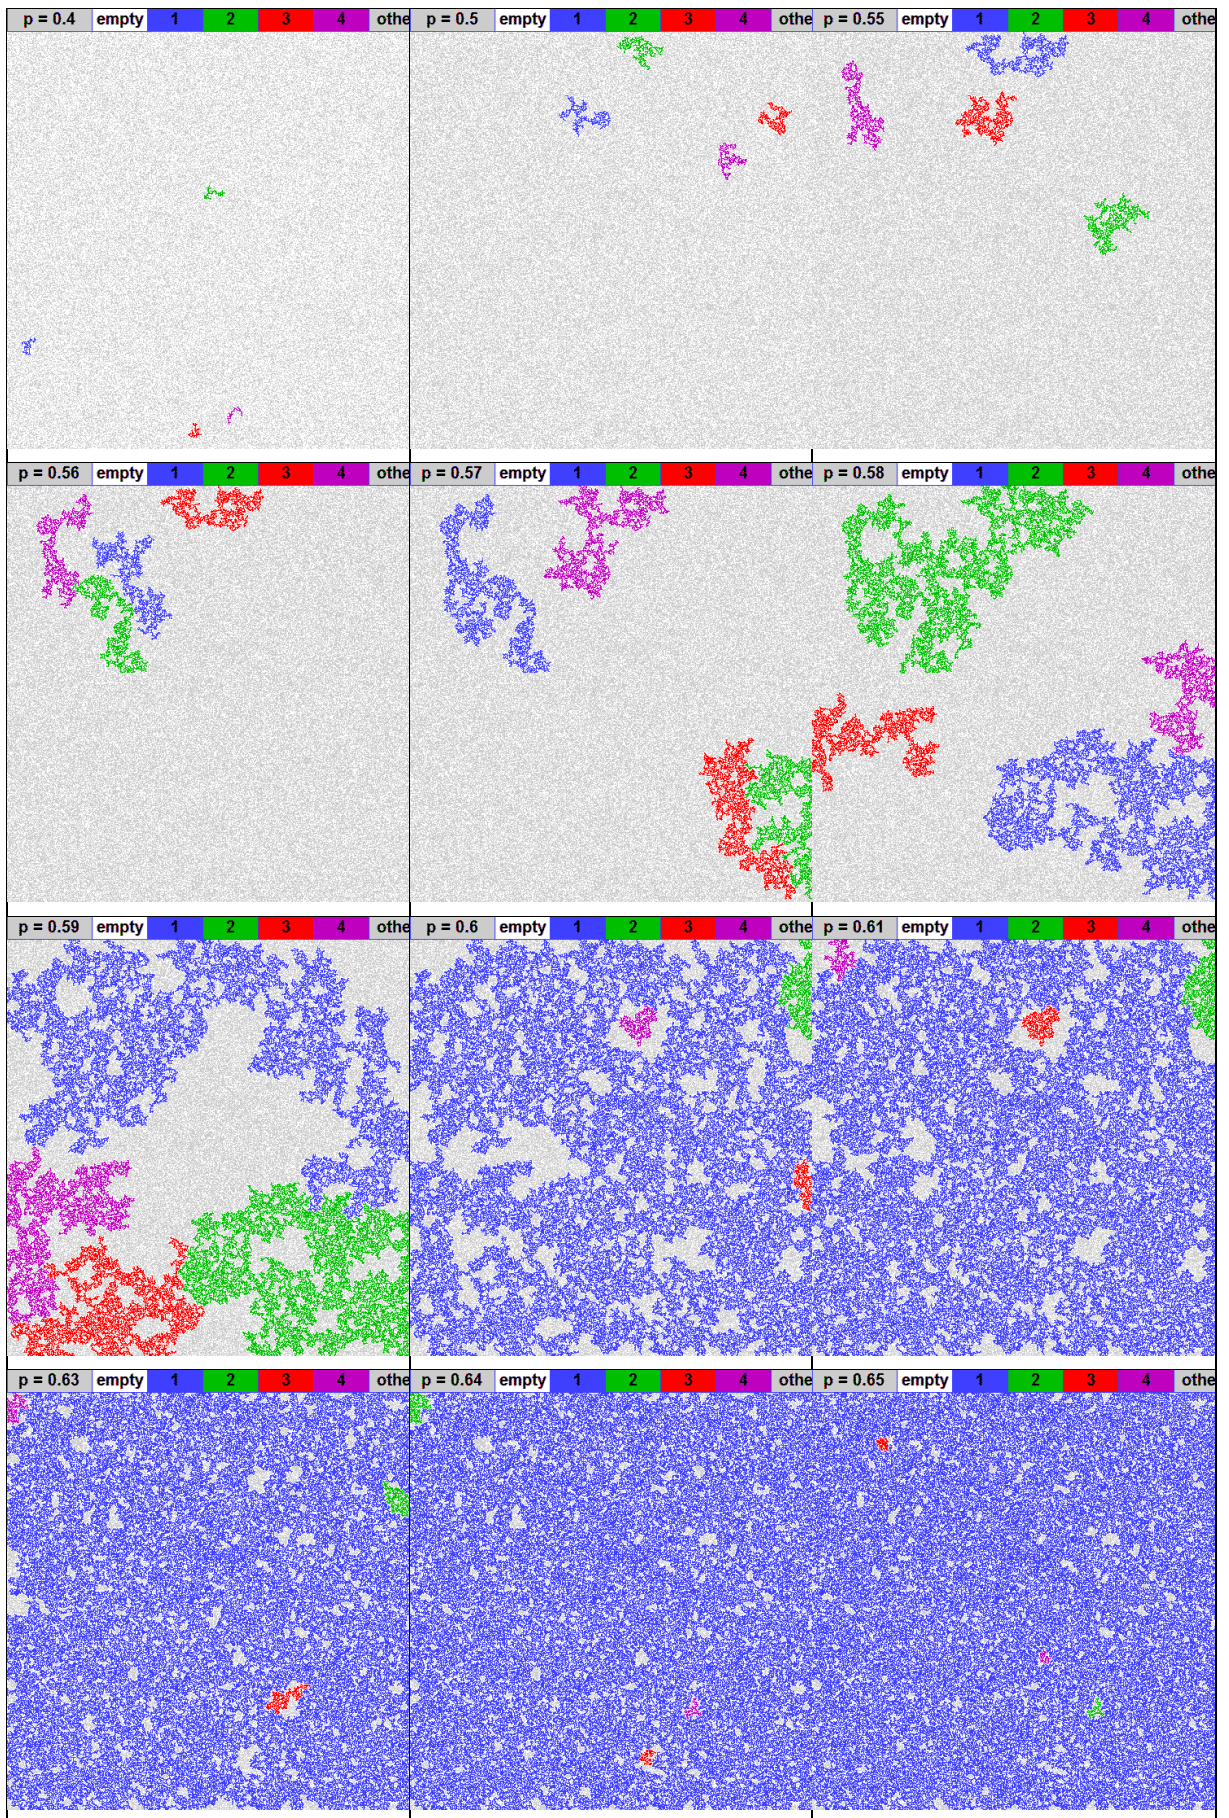 p = 0.4 empty 1 2 3 4 othe p = 0.5 empty 1 2 3 4 othe p = 0.55 empty 1 2 3 4 othe
p = 0.56 empty 1 2 3 4 othe p = 0.57 empty 1 2 3 4 othe p = 0.58 empty 1 2 3 4 othe
p = 0.59 empty 1 2 3 4 othe p = 0.6 empty 1 2 3 4 othe p = 0.61 empty 1 2 3 4 othe
p = 0.63 empty 1 2 3 4 othe p = 0.64 empty 1 2 3 4 othe p = 0.65 empty 1 2 3 4 othe